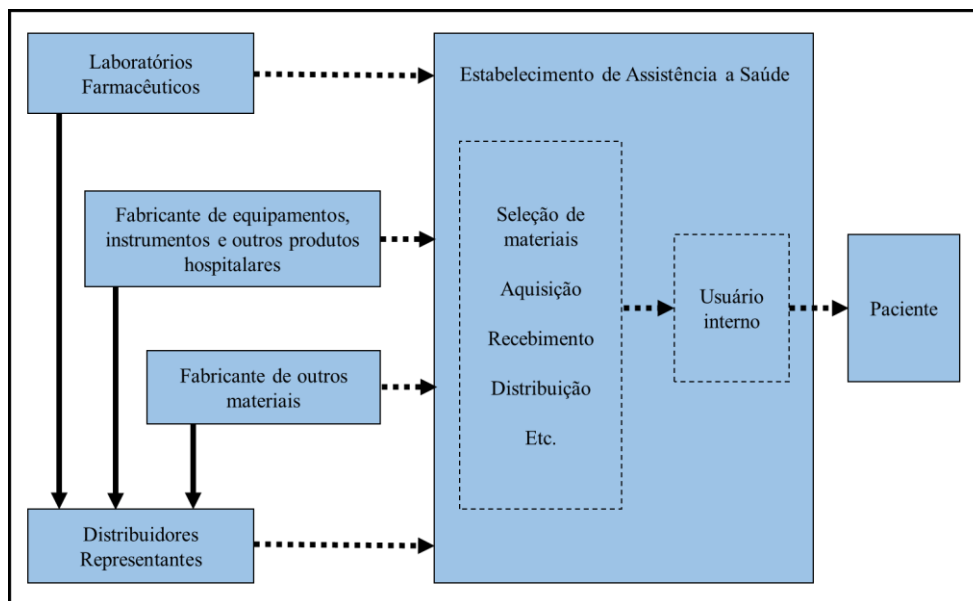 Laboratórios
Farmacêuticos
Estabelecimento de Assistência a Saúde
Fabricante de equipamentos,
instrumentos e outros produtos
hospitalares
Seleção de
materiais
Aquisição
Recebimento
Distribuição
Etc.
Usuário
interno
Paciente
Fabricante de outros
materiais
Distribuidores
Representantes